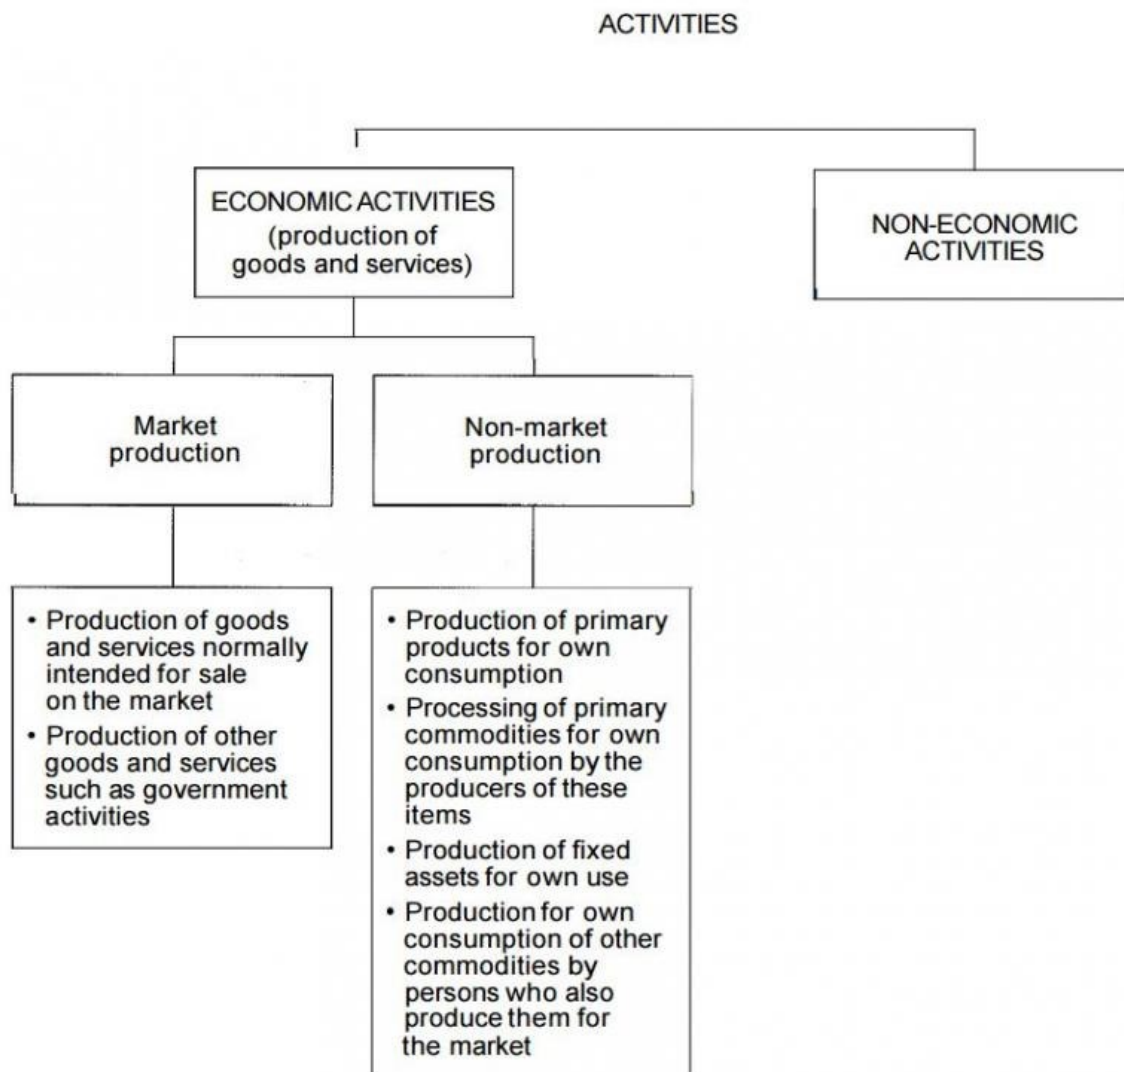 ACTIVITIES
ECONOMIC ACTIVITIES
(production of
goods and services)
NON-ECONOMIC
ACTIVITIES
Market
production
Non-market
production
• Production of goods
and services normally
intended for sale
on the market
• Production of other
goods and services
such as government
activities
• Production of primary
products for own
consumption
• Processing of primary
commodities for own
consumption by the
producers of these
items
• Production of fixed
assets for own use
• Production for own
consumption of other
commodities by
persons who also
produce them for
the market